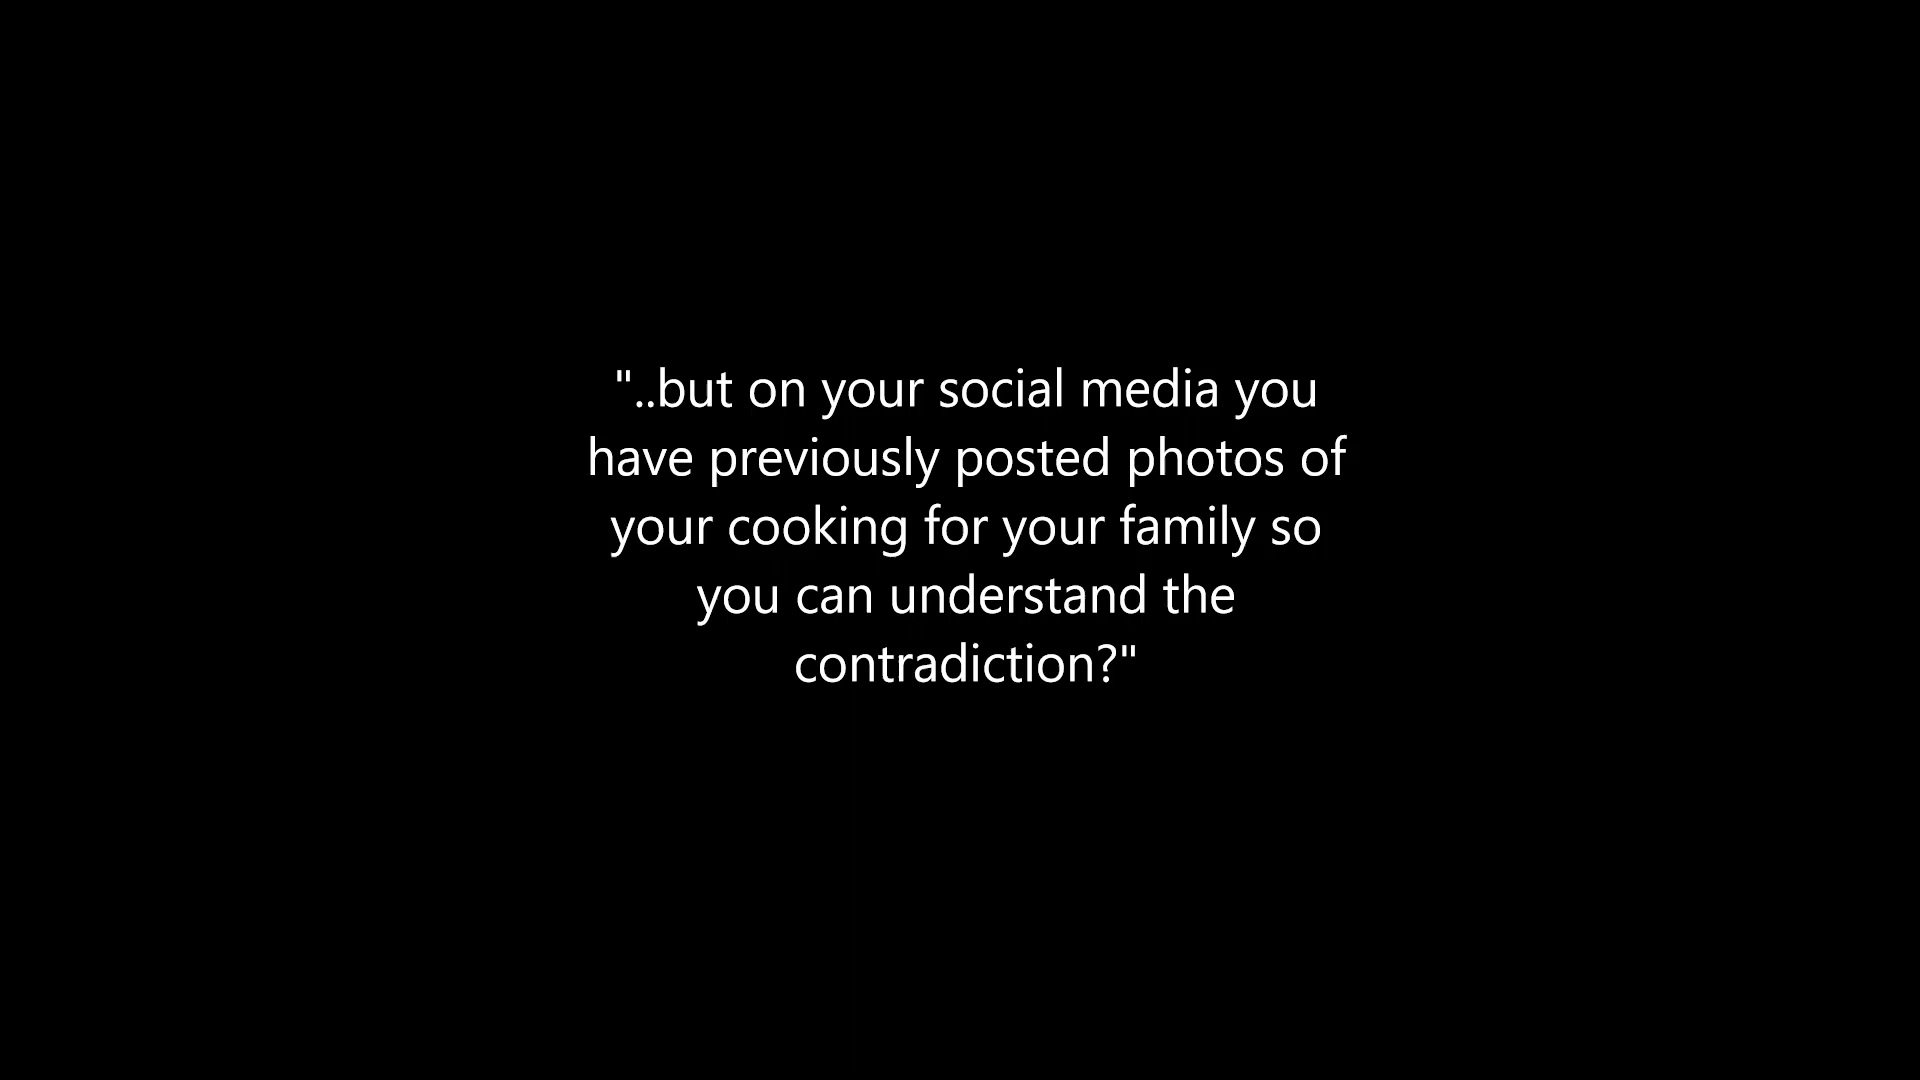 "..but on your social media you
have previously posted photos of
your cooking for your family so
you can understand the
contradiction?"